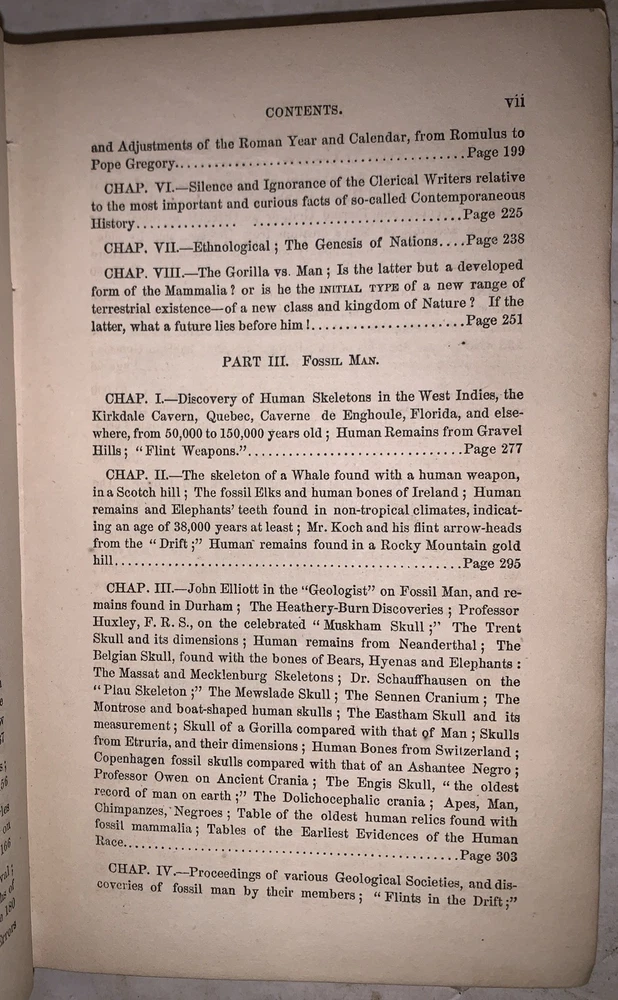 CONTENTS.
vii
and Adjustments of the Roman Year and Calendar, from Romulus to
Pope Gregory........................................Page 199
CHAP. VI.—Silence and Ignorance of the Clerical Writers relative
to the most important and curious facts of so-called Contemporaneous
History.............. .............................Page 225
CHAP. VII.—Ethnological; The Genesis of Nations....Page 238
CHAP. VIII.—The Gorilla vs. Man; Is the latter but a developed
form of the Mammalia? or is he the INITIAL TYPE of a new range of
terrestrial existence—of a new class and kingdom of Nature? If the
latter, what a future lies before him!.....................Page 251
PART III. FOSSIL MAN.
CHAP. I.—Discovery of Human Skeletons in the West Indies, the
Kirkdale Cavern, Quebec, Caverne de Enghoule, Florida, and else-
where, from 50,000 to 150,000 years old; Human Remains from Gravel
Hills; "Flint Weapons."..............................Page 277
CHAP. II.—The skeleton of a Whale found with a human weapon,
in a Scotch hill; The fossil Elks and human bones of Ireland; Human
remains and Elephants' teeth found in non-tropical climates, indicat-
ing an age of 38,000 years at least; Mr. Koch and his flint arrow-heads
from the "Drift;" Human remains found in a Rocky Mountain gold
hill................................................Page 295
CHAP. III.—John Elliott in the "Geologist" on Fossil Man, and re-
mains found in Durham; The Heathery-Burn Discoveries; Professor
Huxley, F. R. S., on the celebrated "Muskham Skull;" The Trent
Skull and its dimensions; Human remains from Neanderthal; The
Belgian Skull, found with the bones of Bears, Hyenas and Elephants:
The Massat and Mecklenburg Skeletons; Dr. Schauffhausen on the
"Plau Skeleton;" The Mewslade Skull; The Sennen Cranium; The
Montrose and boat-shaped human skulls; The Eastham Skull and its
measurement; Skull of a Gorilla compared with that of Man; Skulls
from Etruria, and their dimensions; Human Bones from Switzerland;
Copenhagen fossil skulls compared with that of an Ashantee Negro;
Professor Owen on Ancient Crania; The Engis Skull, "the oldest
record of man on earth;" The Dolichocephalic crania; Apes, Man,
Chimpanzes, Negroes; Table of the oldest human relics found with
fossil mammalia; Tables of the Earliest Evidences of the Human
Race...............................................Page 303
CHAP. IV.—Proceedings of various Geological Societies, and dis-
coveries of fossil man by their members; "Flints in the Drift;"